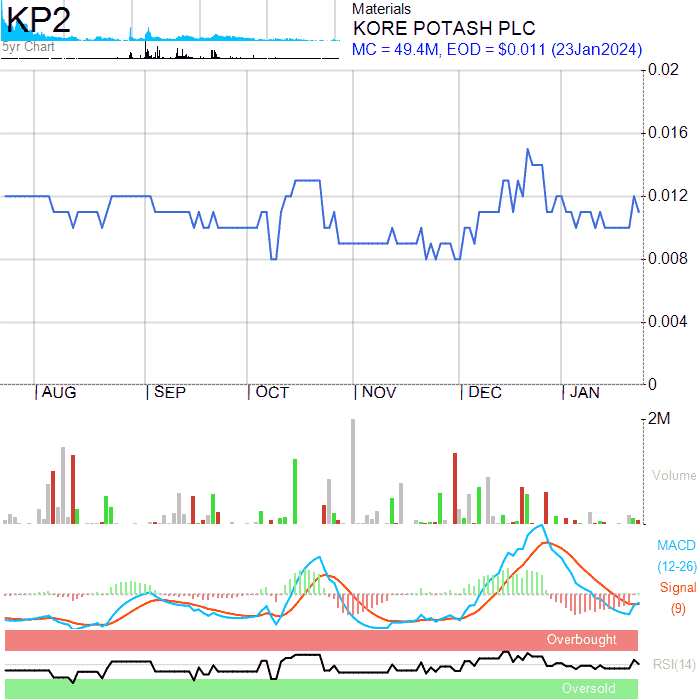 KP2
5yr Chart
Materials
KORE POTASH PLC
MC = 49.4M, EOD = $0.011 (23Jan2024)
0.02
0.016
0.012
0.008
0.004
0
AUG SEP OCT NOV DEC JAN
2M
Volume
MACD
(12-26)
Signal
(9)
Overbought
RSI(14)
Oversold